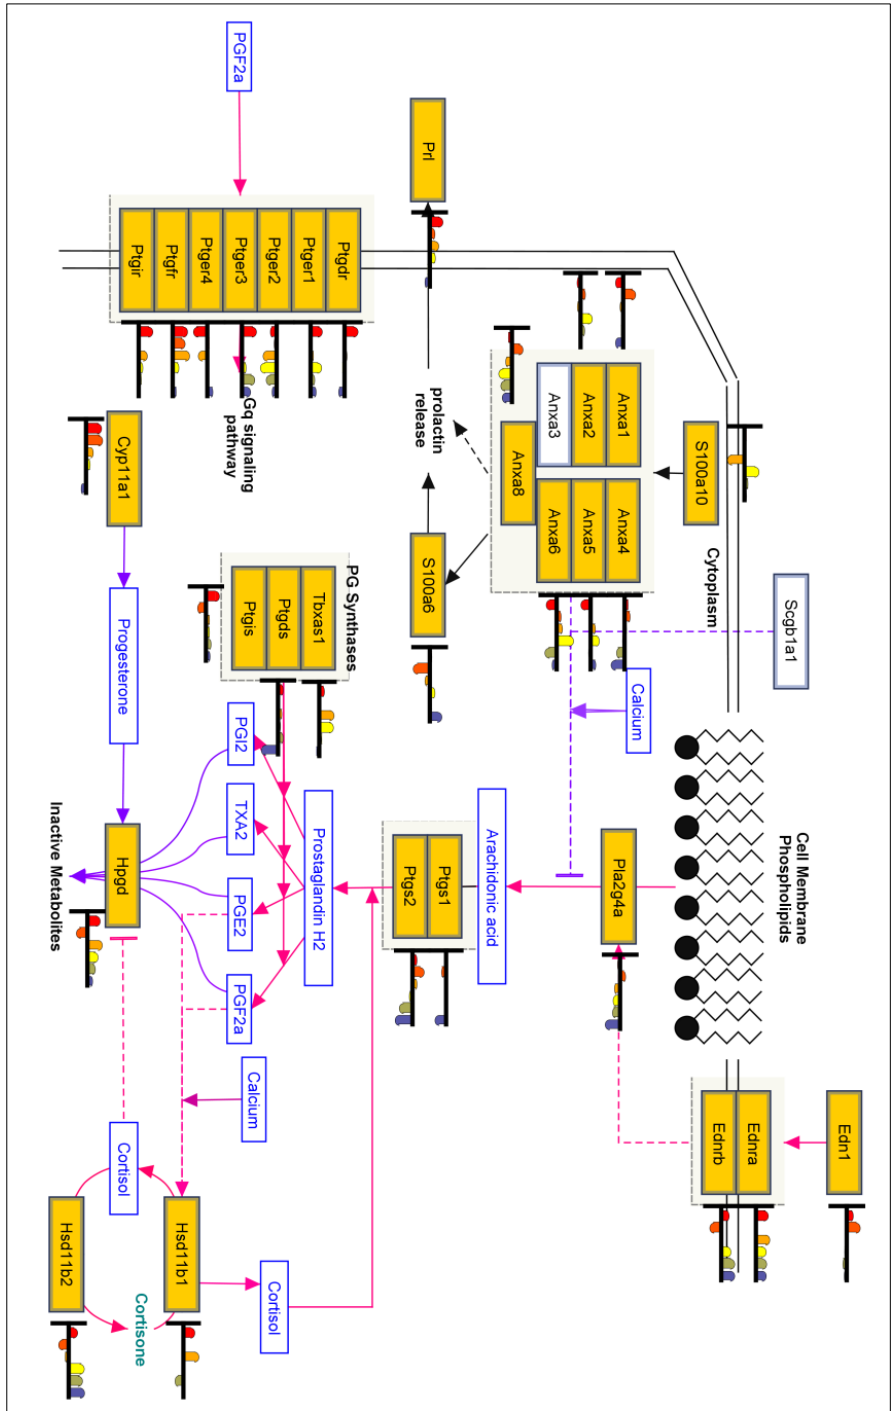 Edn1
Ednra
Ednrb
Cell Membrane
Phospholipids
Scgb1a1
Cytoplasm
S100a10
Pla2g4a
Calcium
Anxa1
Anxa2
Anxa3
Anxa4
Anxa5
Anxa6
Anxa8
Arachidonic acid
Ptgs1
Ptgs2
S100a6
prolactin
release
Prl
Prostaglandin H2
PG Synthases
Tbxas1
Ptgds
Ptgis
PGI2
TXA2
PGE2
PGF2a
Calcium
Cortisol
Ptgdr
Ptger1
Ptger2
Ptger3
Ptger4
Ptgfr
Ptgir
PGF2a
Gq signaling
pathway
Cyp11a1
Progesterone
Hpgd
Inactive Metabolites
Cortisol
Hsd11b1
Hsd11b2
Cortisone